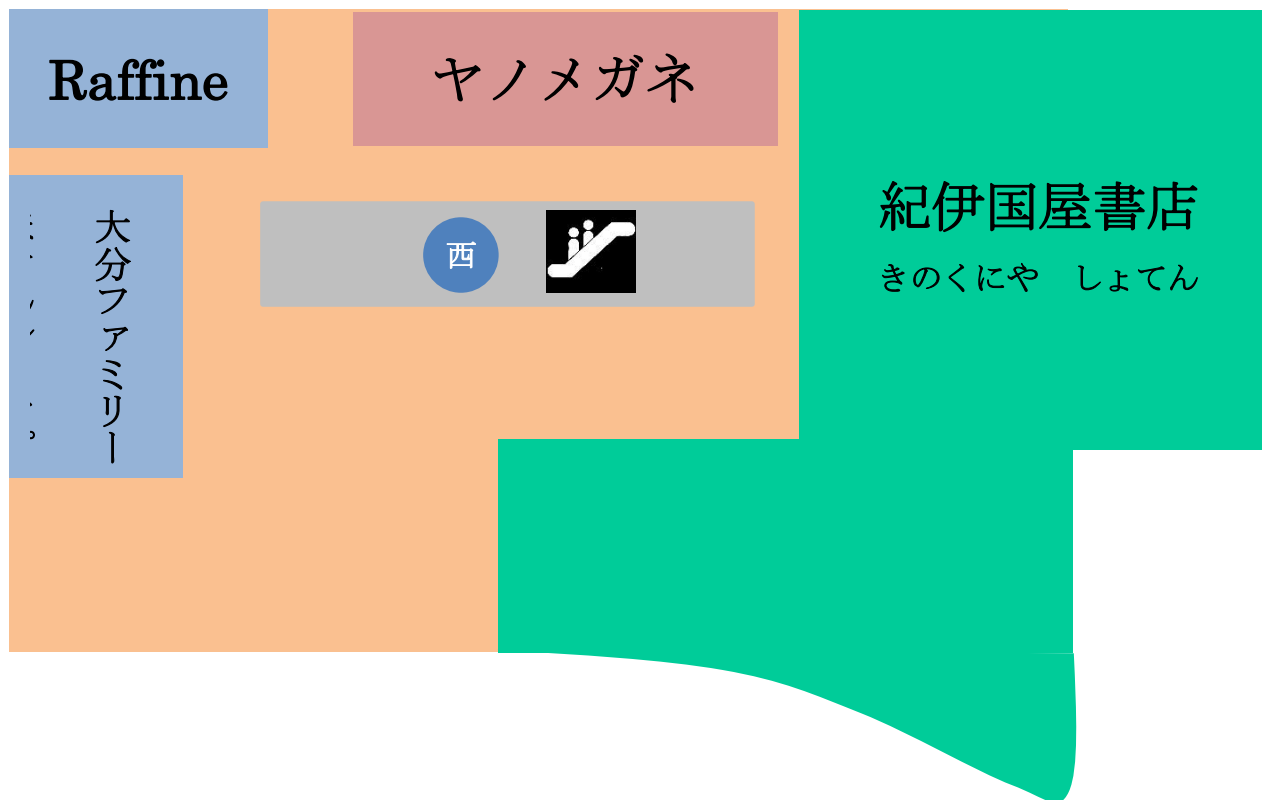 Raffine
ヤノメガネ
紀伊国屋書店
きのくにや　しょてん
西
大分ファミリー